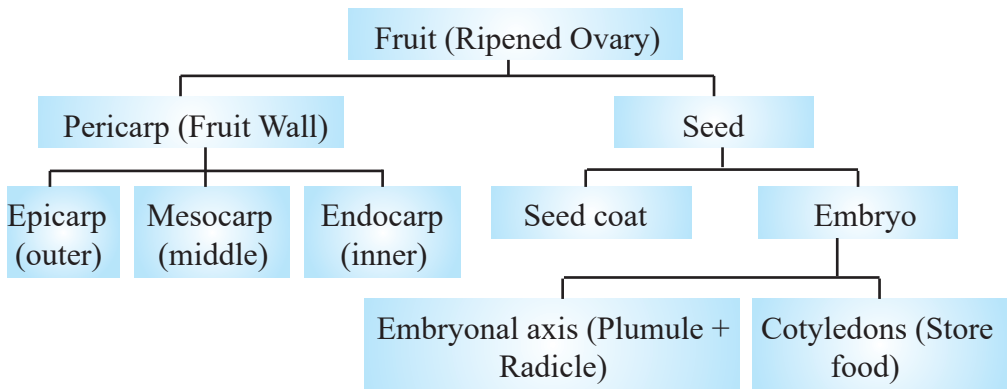 Fruit (Ripened Ovary)
Pericarp (Fruit Wall)
Seed
Epicarp
(outer)
Mesocarp
(middle)
Endocarp
(inner)
Seed coat
Embryo
Embryonal axis (Plumule +
Radicle)
Cotyledons (Store
food)